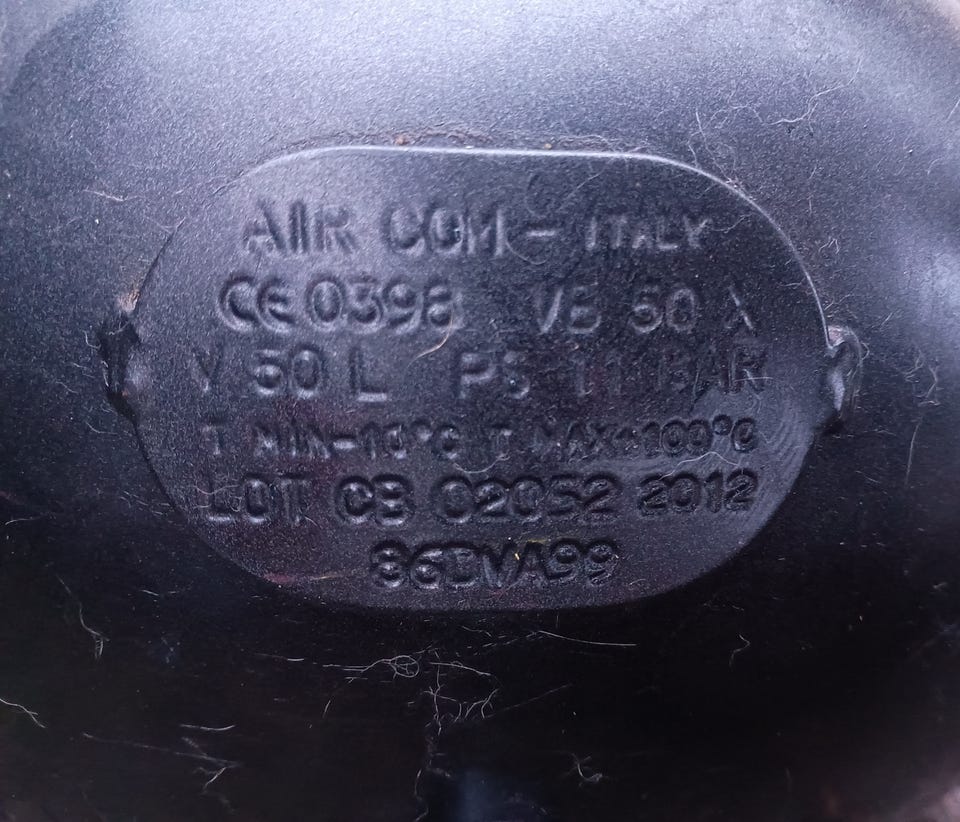 AIR COM - ITALY
CE 0398 VB 50 X
V 50 L PS 11 BAR
T MIN-10°C T MAX+100°C
LOT CB 02052 2012
86DVA99